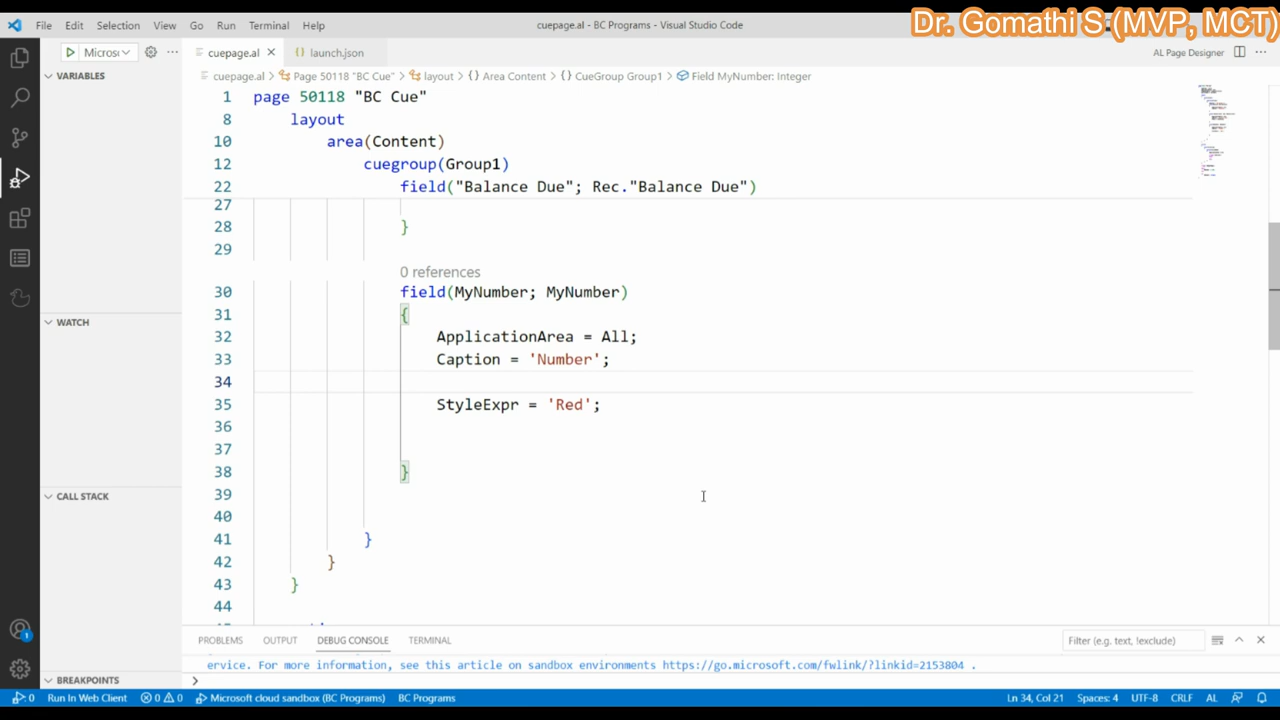 Dr. Gomathi S (MVP, MCT)
File Edit Selection View Go Run Terminal Help
cuepage.al - BC Programs - Visual Studio Code
Micros
cuepage.al
launch.json
AL Page Designer
VARIABLES
cuepage.al > Page 50118 "BC Cue" > layout > Area Content > CueGroup Group1 > Field MyNumber: Integer
1 page 50118 "BC Cue"
8 layout
10 area(Content)
12 cuegroup(Group1)
22 field("Balance Due"; Rec."Balance Due")
27
28 }
29
0 references
30 field(MyNumber; MyNumber)
31 {
32 ApplicationArea = All;
33 Caption = 'Number';
34
35 StyleExpr = 'Red';
36
37
38 }
39
40
41 }
42 }
43 }
44
WATCH
CALL STACK
BREAKPOINTS
PROBLEMS OUTPUT DEBUG CONSOLE TERMINAL
Filter (e.g. text, !exclude)
ervice. For more information, see this article on sandbox environments https://go.microsoft.com/fwlink/?linkid=2153804 .
>
1
0 Run In Web Client 0 0 Microsoft cloud sandbox (BC Programs) BC Programs
Ln 34, Col 21 Spaces: 4 UTF-8 CRLF AL